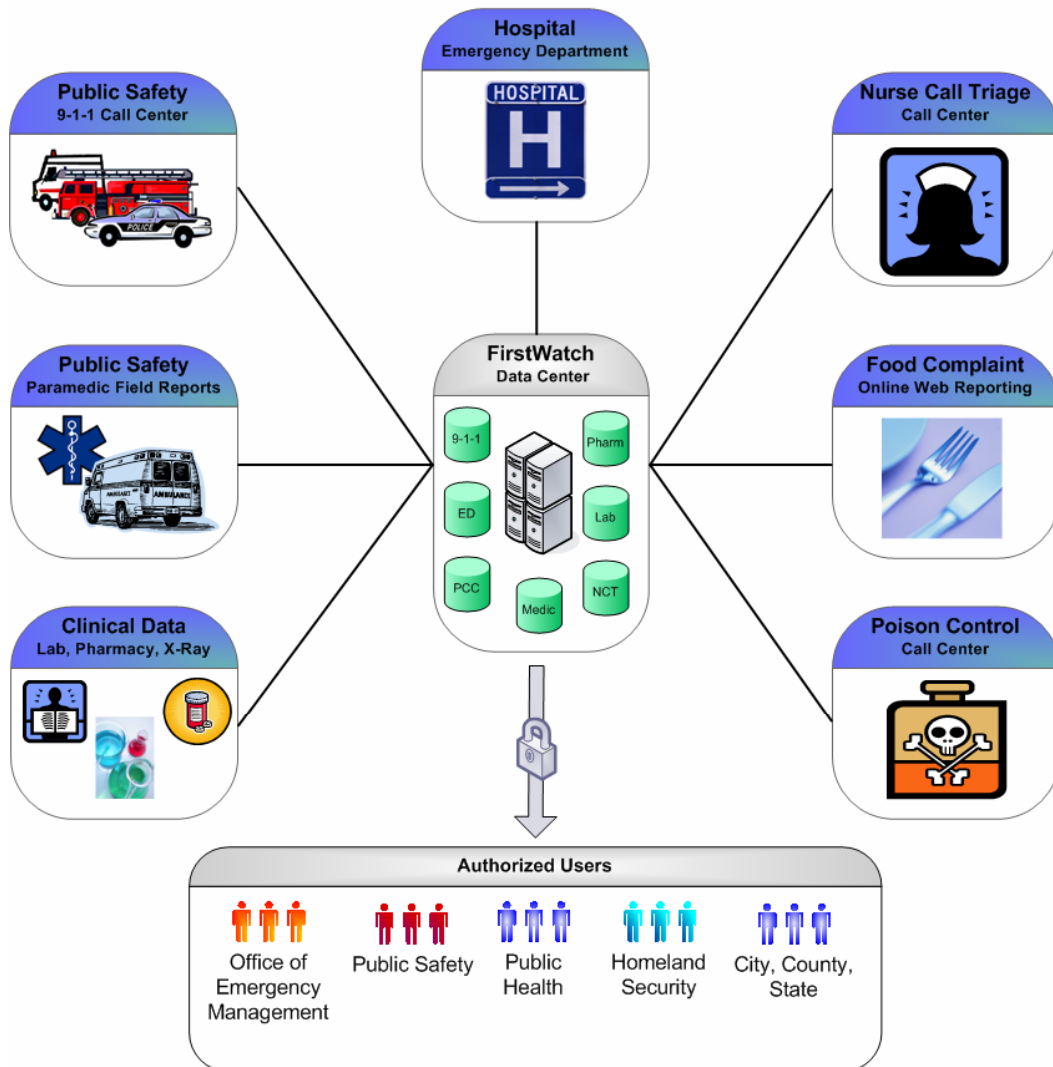 Hospital
Emergency Department
HOSPITAL
H
Public Safety
9-1-1 Call Center
POLICE
Nurse Call Triage
Call Center
Public Safety
Paramedic Field Reports
AMBULANCE
AMBULANCE
FirstWatch
Data Center
9-1-1
Pharm
ED
Lab
PCC
NCT
Medic
Food Complaint
Online Web Reporting
Clinical Data
Lab, Pharmacy, X-Ray
Poison Control
Call Center
Authorized Users
Office of
Emergency
Management
Public Safety
Public
Health
Homeland
Security
City, County,
State